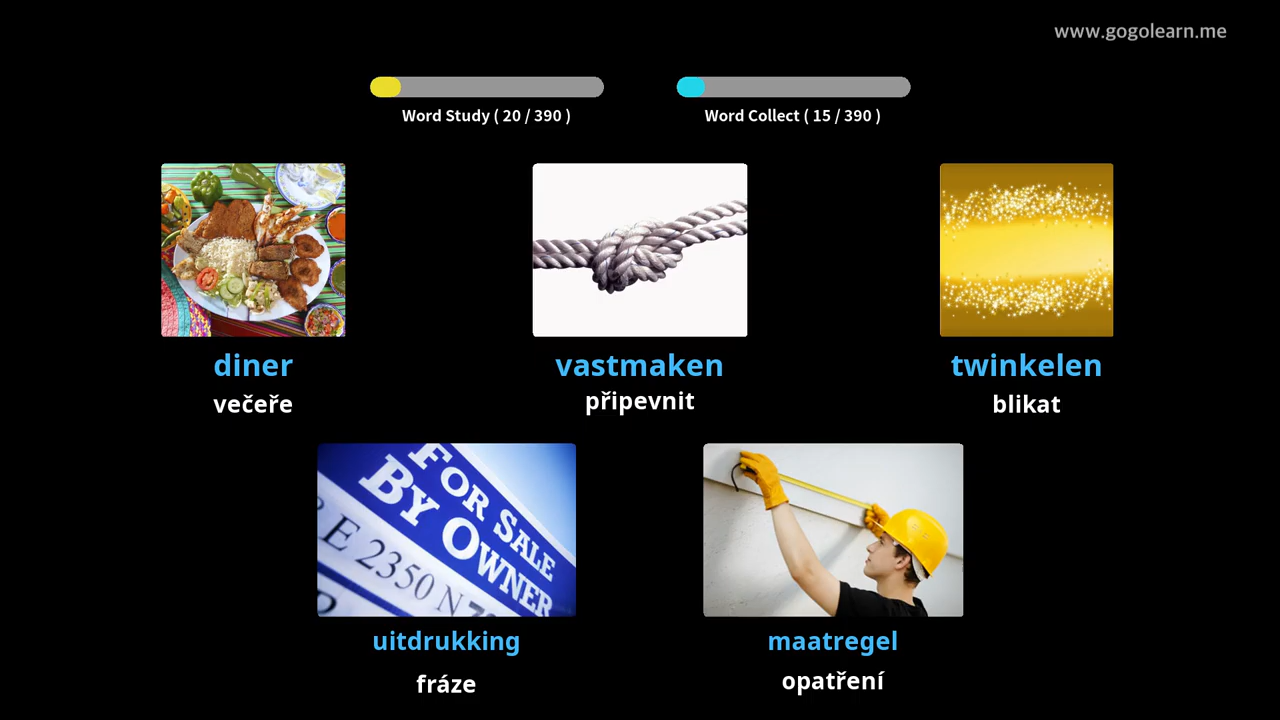 www.gogolearn.me
Word Study ( 20 / 390 )
Word Collect ( 15 / 390 )
diner
večeře
vastmaken
připevnit
twinkelen
blikat
FOR SALE
BY OWNER
E 2350 N
uitdrukking
fráze
maatregel
opatření